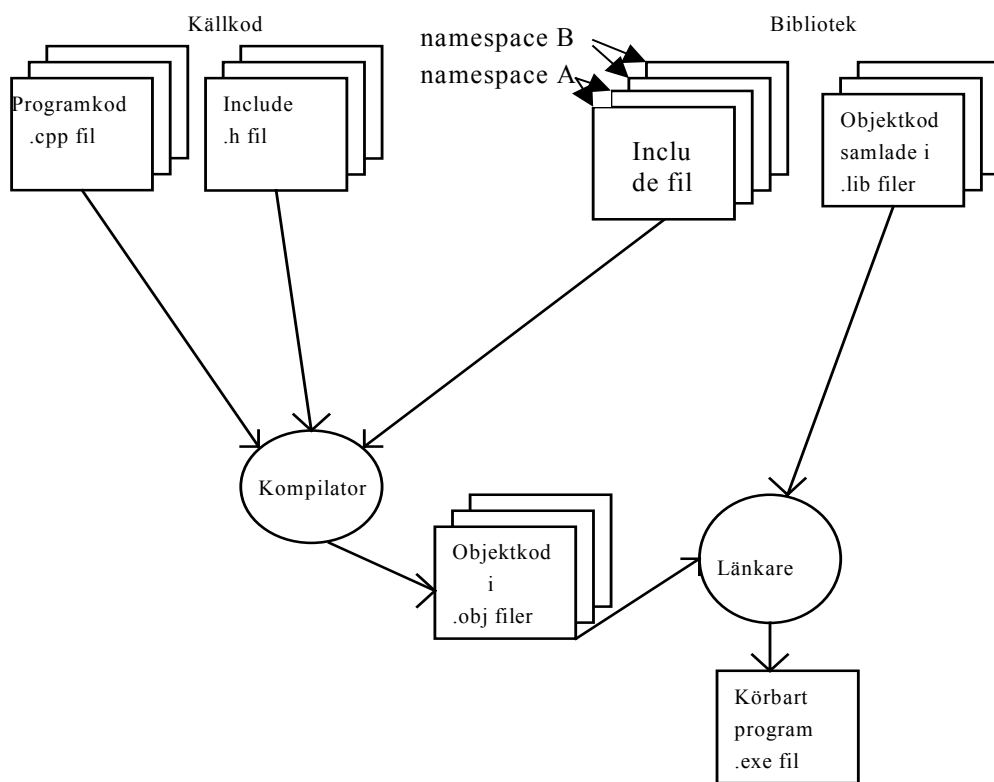 Källkod
Bibliotek
namespace B
namespace A
Programkod
.cpp fil
Include
.h fil
Inclu
de fil
Objektkod
samlade i
.lib filer
Kompilator
Objektkod
i
.obj filer
Länkare
Körbart
program
.exe fil